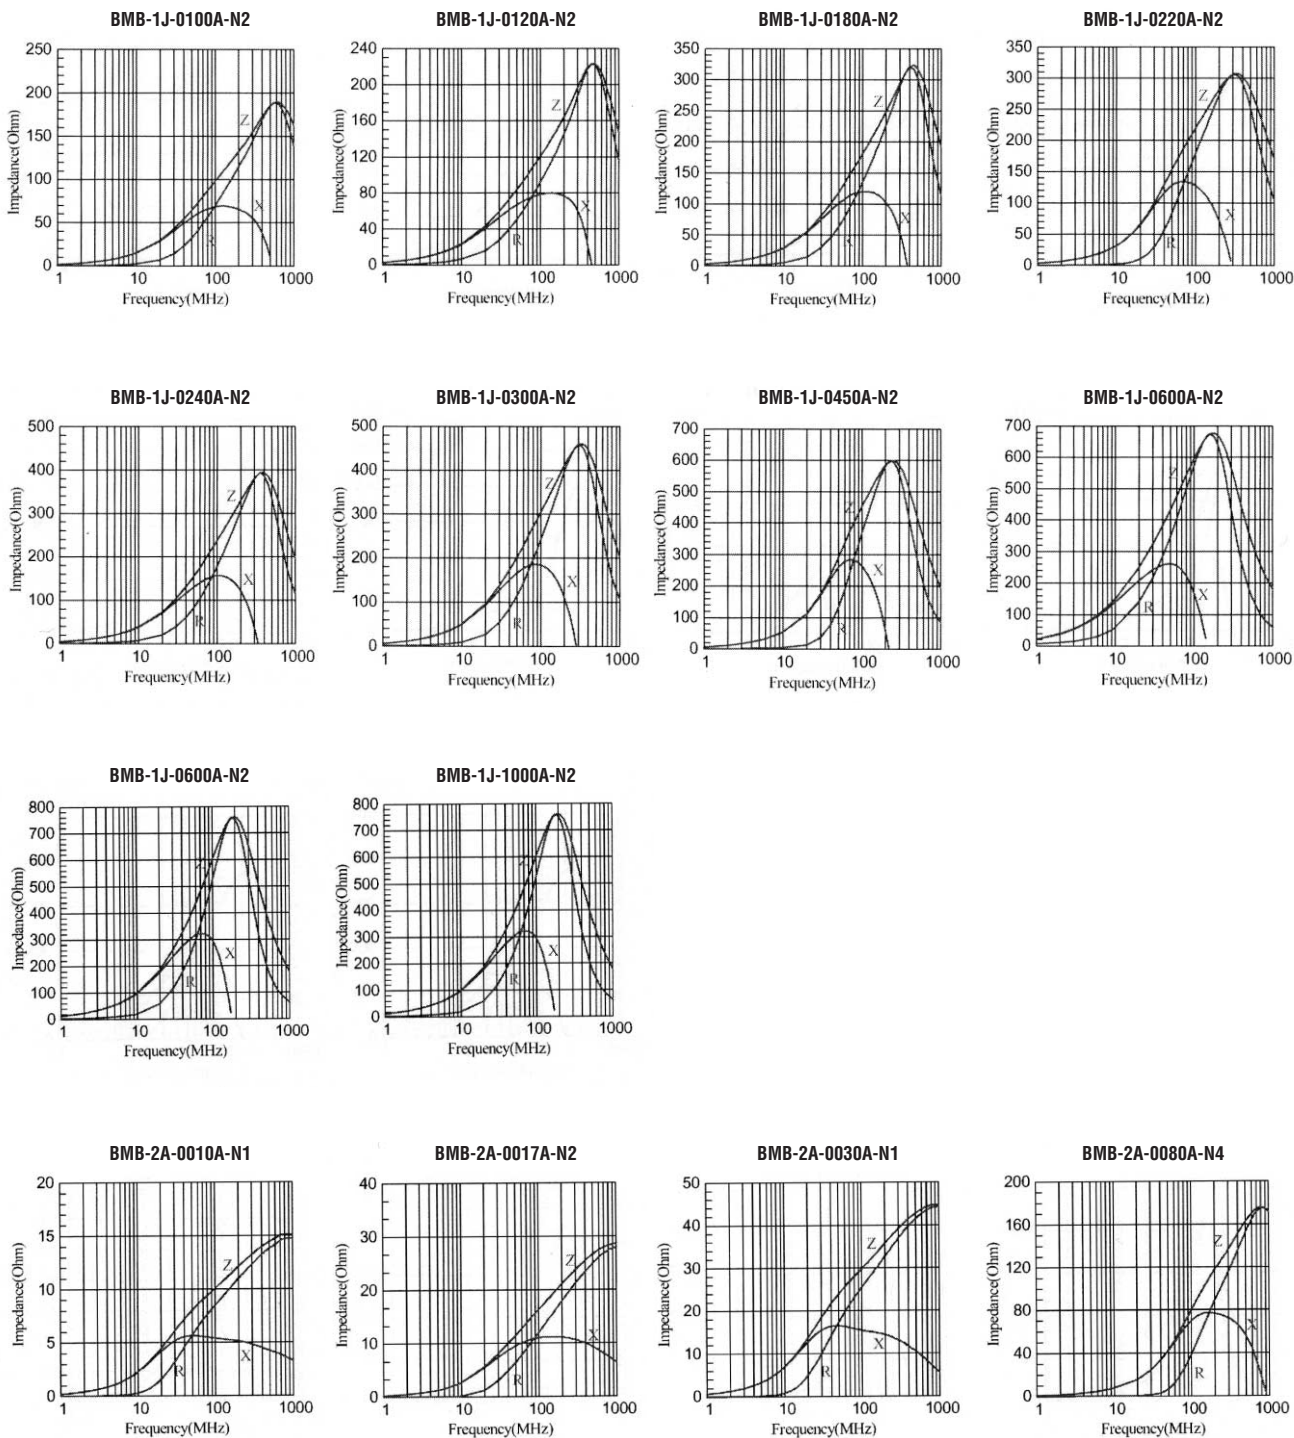 BMB-1J-0100A-N2
250
200
150
100
50
0
Impedance(Ohm)
Z
X
R
1 10 100 1000
Frequency(MHz)
BMB-1J-0120A-N2
240
200
160
120
80
40
0
Impedance(Ohm)
Z
X
R
1 10 100 1000
Frequency(MHz)
BMB-1J-0180A-N2
350
300
250
200
150
100
50
0
Impedance(Ohm)
Z
X
R
1 10 100 1000
Frequency(MHz)
BMB-1J-0220A-N2
350
300
250
200
150
100
50
0
Impedance(Ohm)
Z
X
R
1 10 100 1000
Frequency(MHz)
BMB-1J-0240A-N2
500
400
300
200
100
0
Impedance(Ohm)
Z
X
R
1 10 100 1000
Frequency(MHz)
BMB-1J-0300A-N2
500
400
300
200
100
0
Impedance(Ohm)
Z
X
R
1 10 100 1000
Frequency(MHz)
BMB-1J-0450A-N2
700
600
500
400
300
200
100
0
Impedance(Ohm)
Z
X
R
1 10 100 1000
Frequency(MHz)
BMB-1J-0600A-N2
700
600
500
400
300
200
100
0
Impedance(Ohm)
Z
X
R
1 10 100 1000
Frequency(MHz)
BMB-1J-0600A-N2
800
700
600
500
400
300
200
100
0
Impedance(Ohm)
Z
X
R
1 10 100 1000
Frequency(MHz)
BMB-1J-1000A-N2
800
700
600
500
400
300
200
100
0
Impedance(Ohm)
Z
X
R
1 10 100 1000
Frequency(MHz)
BMB-2A-0010A-N1
20
15
10
5
0
Impedance(Ohm)
Z
X
R
1 10 100 1000
Frequency(MHz)
BMB-2A-0017A-N2
40
30
20
10
0
Impedance(Ohm)
Z
X
R
1 10 100 1000
Frequency(MHz)
BMB-2A-0030A-N1
50
40
30
20
10
0
Impedance(Ohm)
Z
X
R
1 10 100 1000
Frequency(MHz)
BMB-2A-0080A-N4
200
160
120
80
40
0
Impedance(Ohm)
Z
X
R
1 10 100 1000
Frequency(MHz)